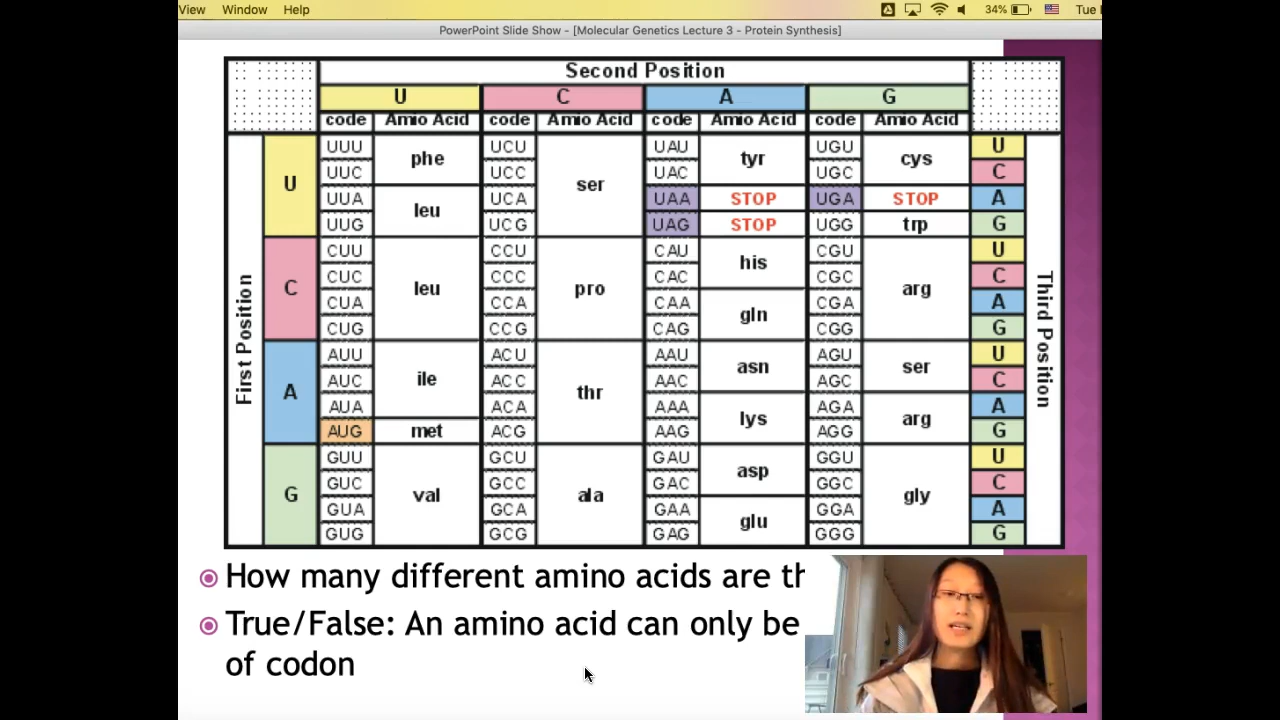 View Window Help 34% Tue
PowerPoint Slide Show - [Molecular Genetics Lecture 3 - Protein Synthesis]
Second Position
U C A G
code Amio Acid code Amio Acid code Amio Acid code Amio Acid
First Position
Third Position
U UUU phe UCU ser UAU tyr UGU cys U
UUC UCC UAC UGC C
UUA leu UCA UAA STOP UGA STOP A
UUG UCG UAG STOP UGG trp G
C CUU leu CCU pro CAU his CGU arg U
CUC CCC CAC CGC C
CUA CCA CAA gln CGA A
CUG CCG CAG CGG G
A AUU ile ACU thr AAU asn AGU ser U
AUC ACC AAC AGC C
AUA ACA AAA lys AGA arg A
AUG met ACG AAG AGG G
G GUU val GCU ala GAU asp GGU gly U
GUC GCC GAC GGC C
GUA GCA GAA glu GGA A
GUG GCG GAG GGG G
How many different amino acids are th
True/False: An amino acid can only be
of codon